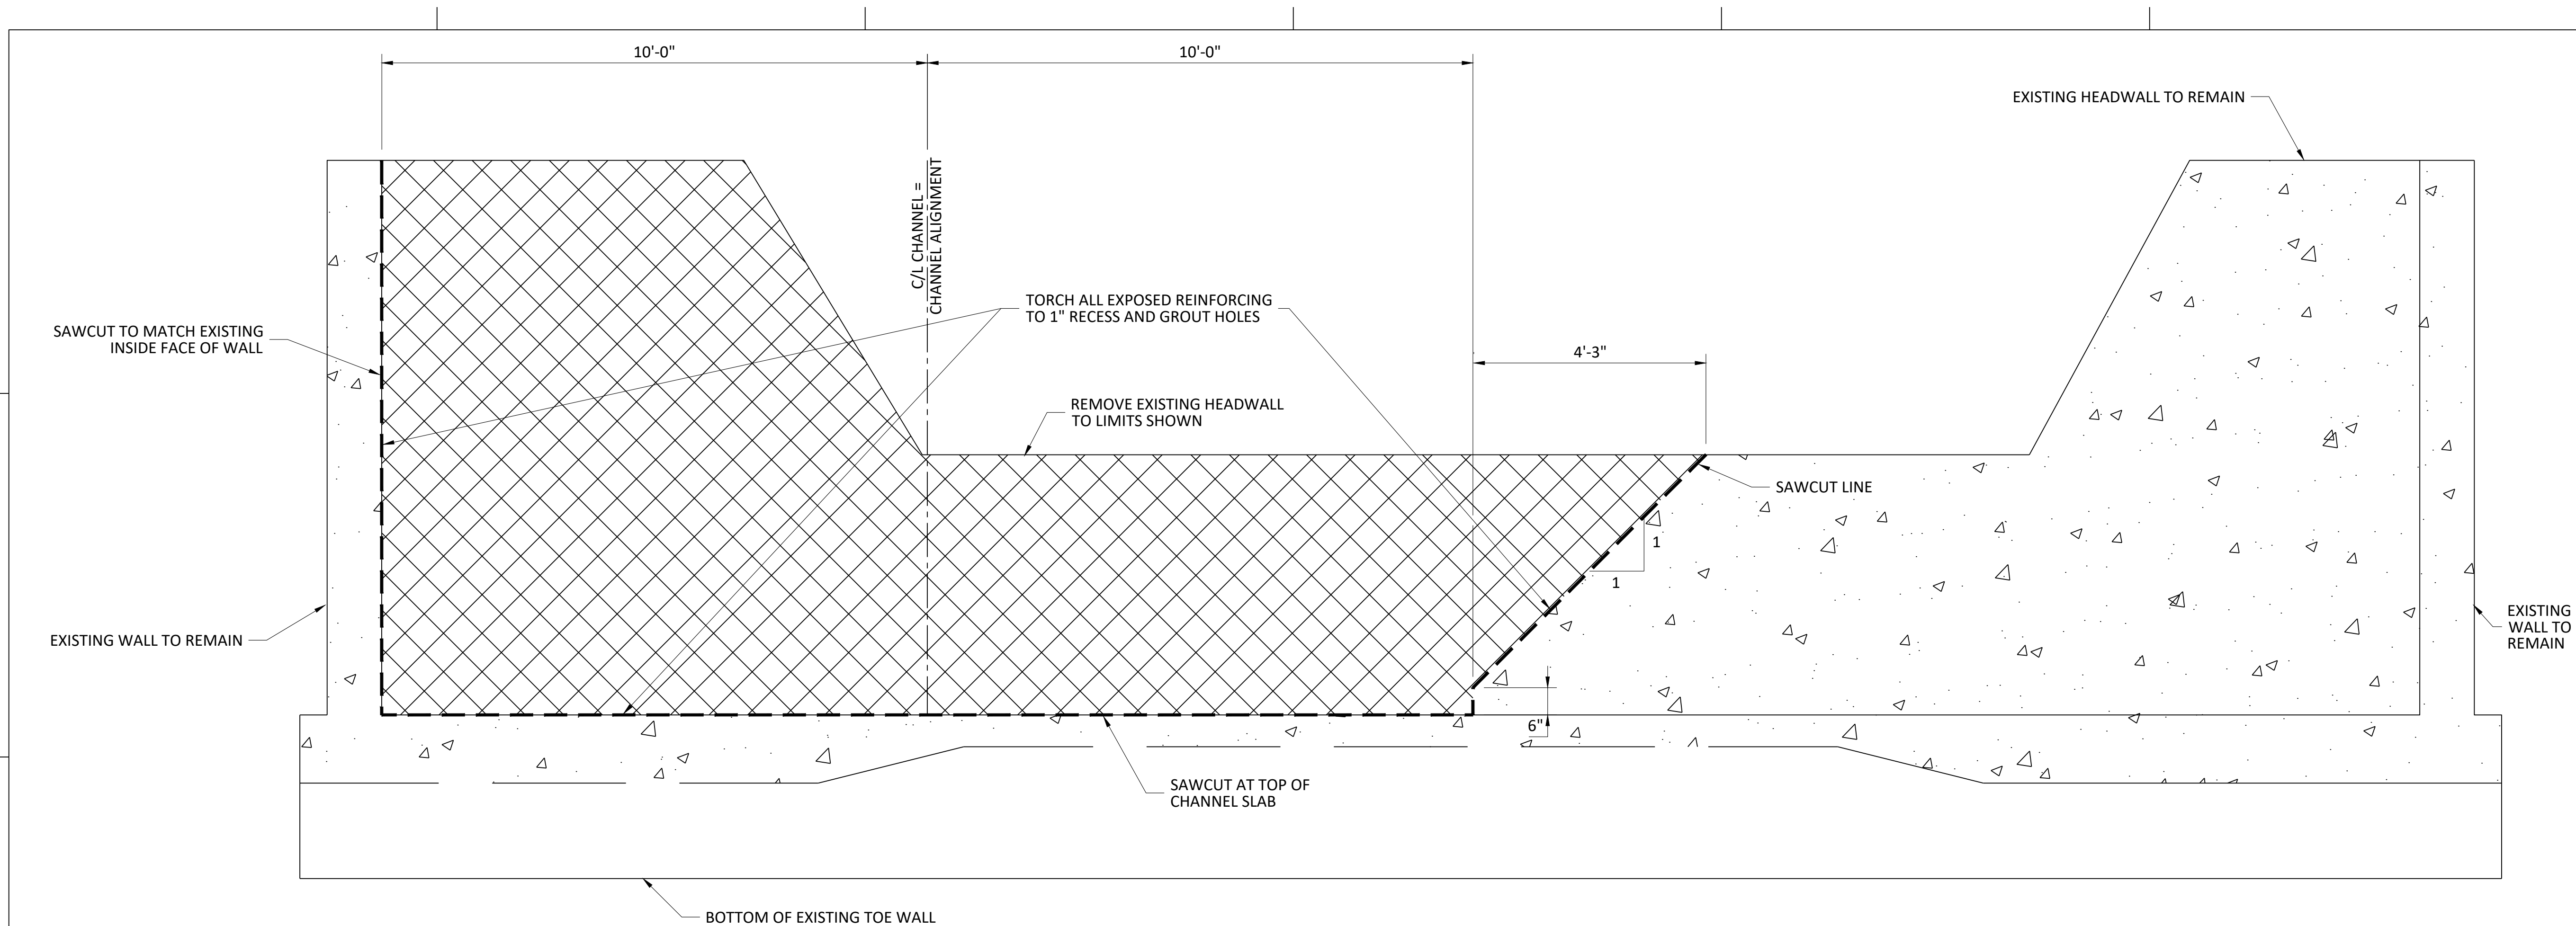 10'-0"
10'-0"
EXISTING HEADWALL TO REMAIN
C/L CHANNEL =
CHANNEL ALIGNMENT
TORCH ALL EXPOSED REINFORCING
TO 1" RECESS AND GROUT HOLES
SAWCUT TO MATCH EXISTING
INSIDE FACE OF WALL
4'-3"
REMOVE EXISTING HEADWALL
TO LIMITS SHOWN
SAWCUT LINE
1
1
EXISTING WALL TO REMAIN
EXISTING
WALL TO
REMAIN
6"
SAWCUT AT TOP OF
CHANNEL SLAB
BOTTOM OF EXISTING TOE WALL